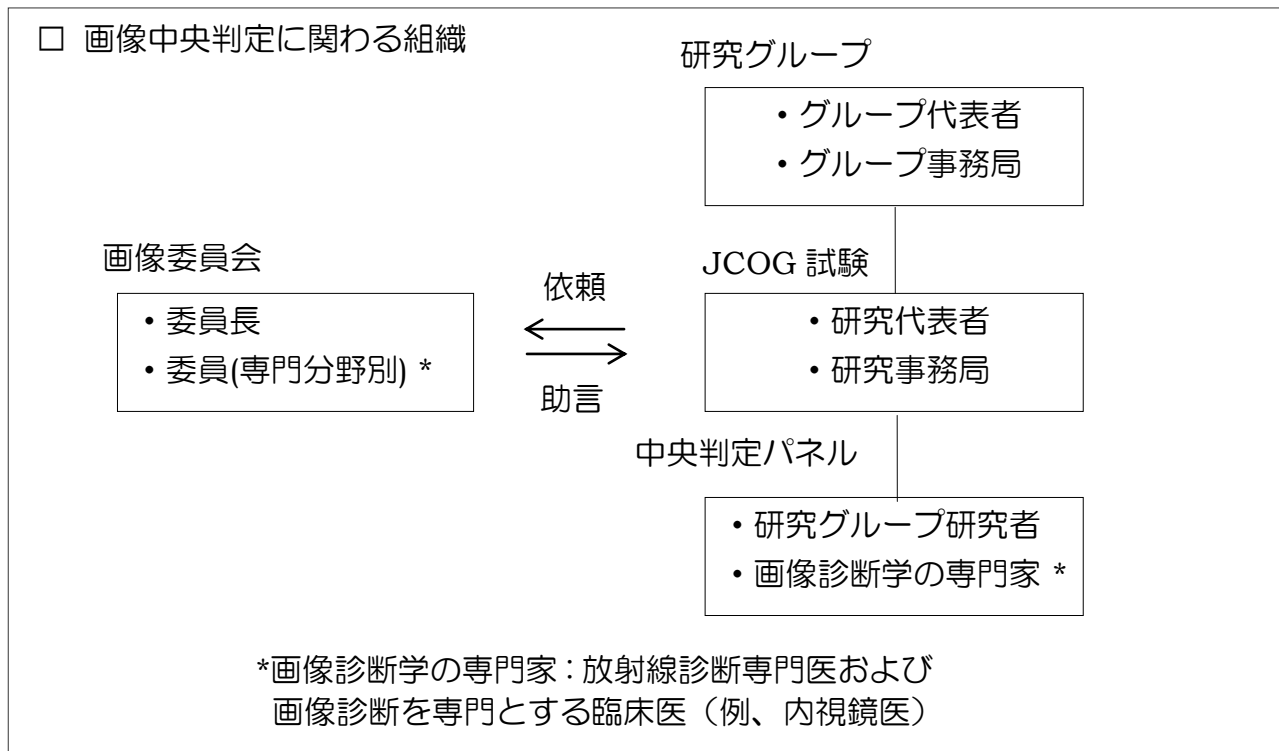 □ 画像中央判定に関わる組織
研究グループ
・グループ代表者
・グループ事務局
画像委員会
・委員長
・委員(専門分野別) *
依頼
助言
JCOG 試験
・研究代表者
・研究事務局
中央判定パネル
・研究グループ研究者
・画像診断学の専門家 *
*画像診断学の専門家：放射線診断専門医および
画像診断を専門とする臨床医（例、内視鏡医）